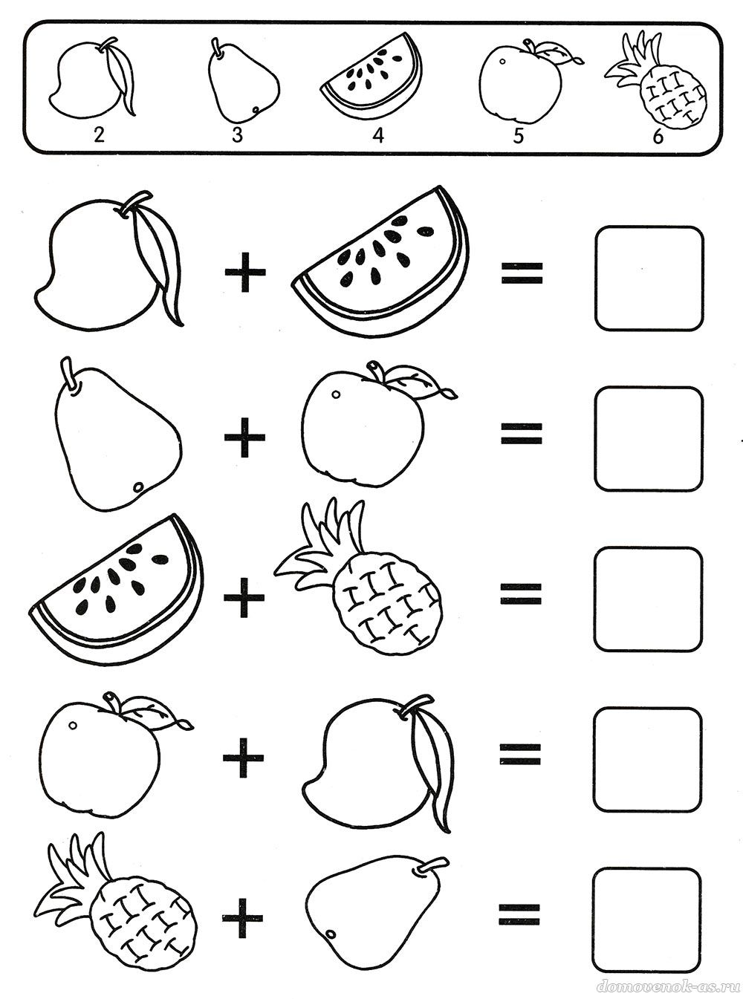 2 3 4 5 6
+ =
+ =
+ =
+ =
+ =
domovenok-as.ru